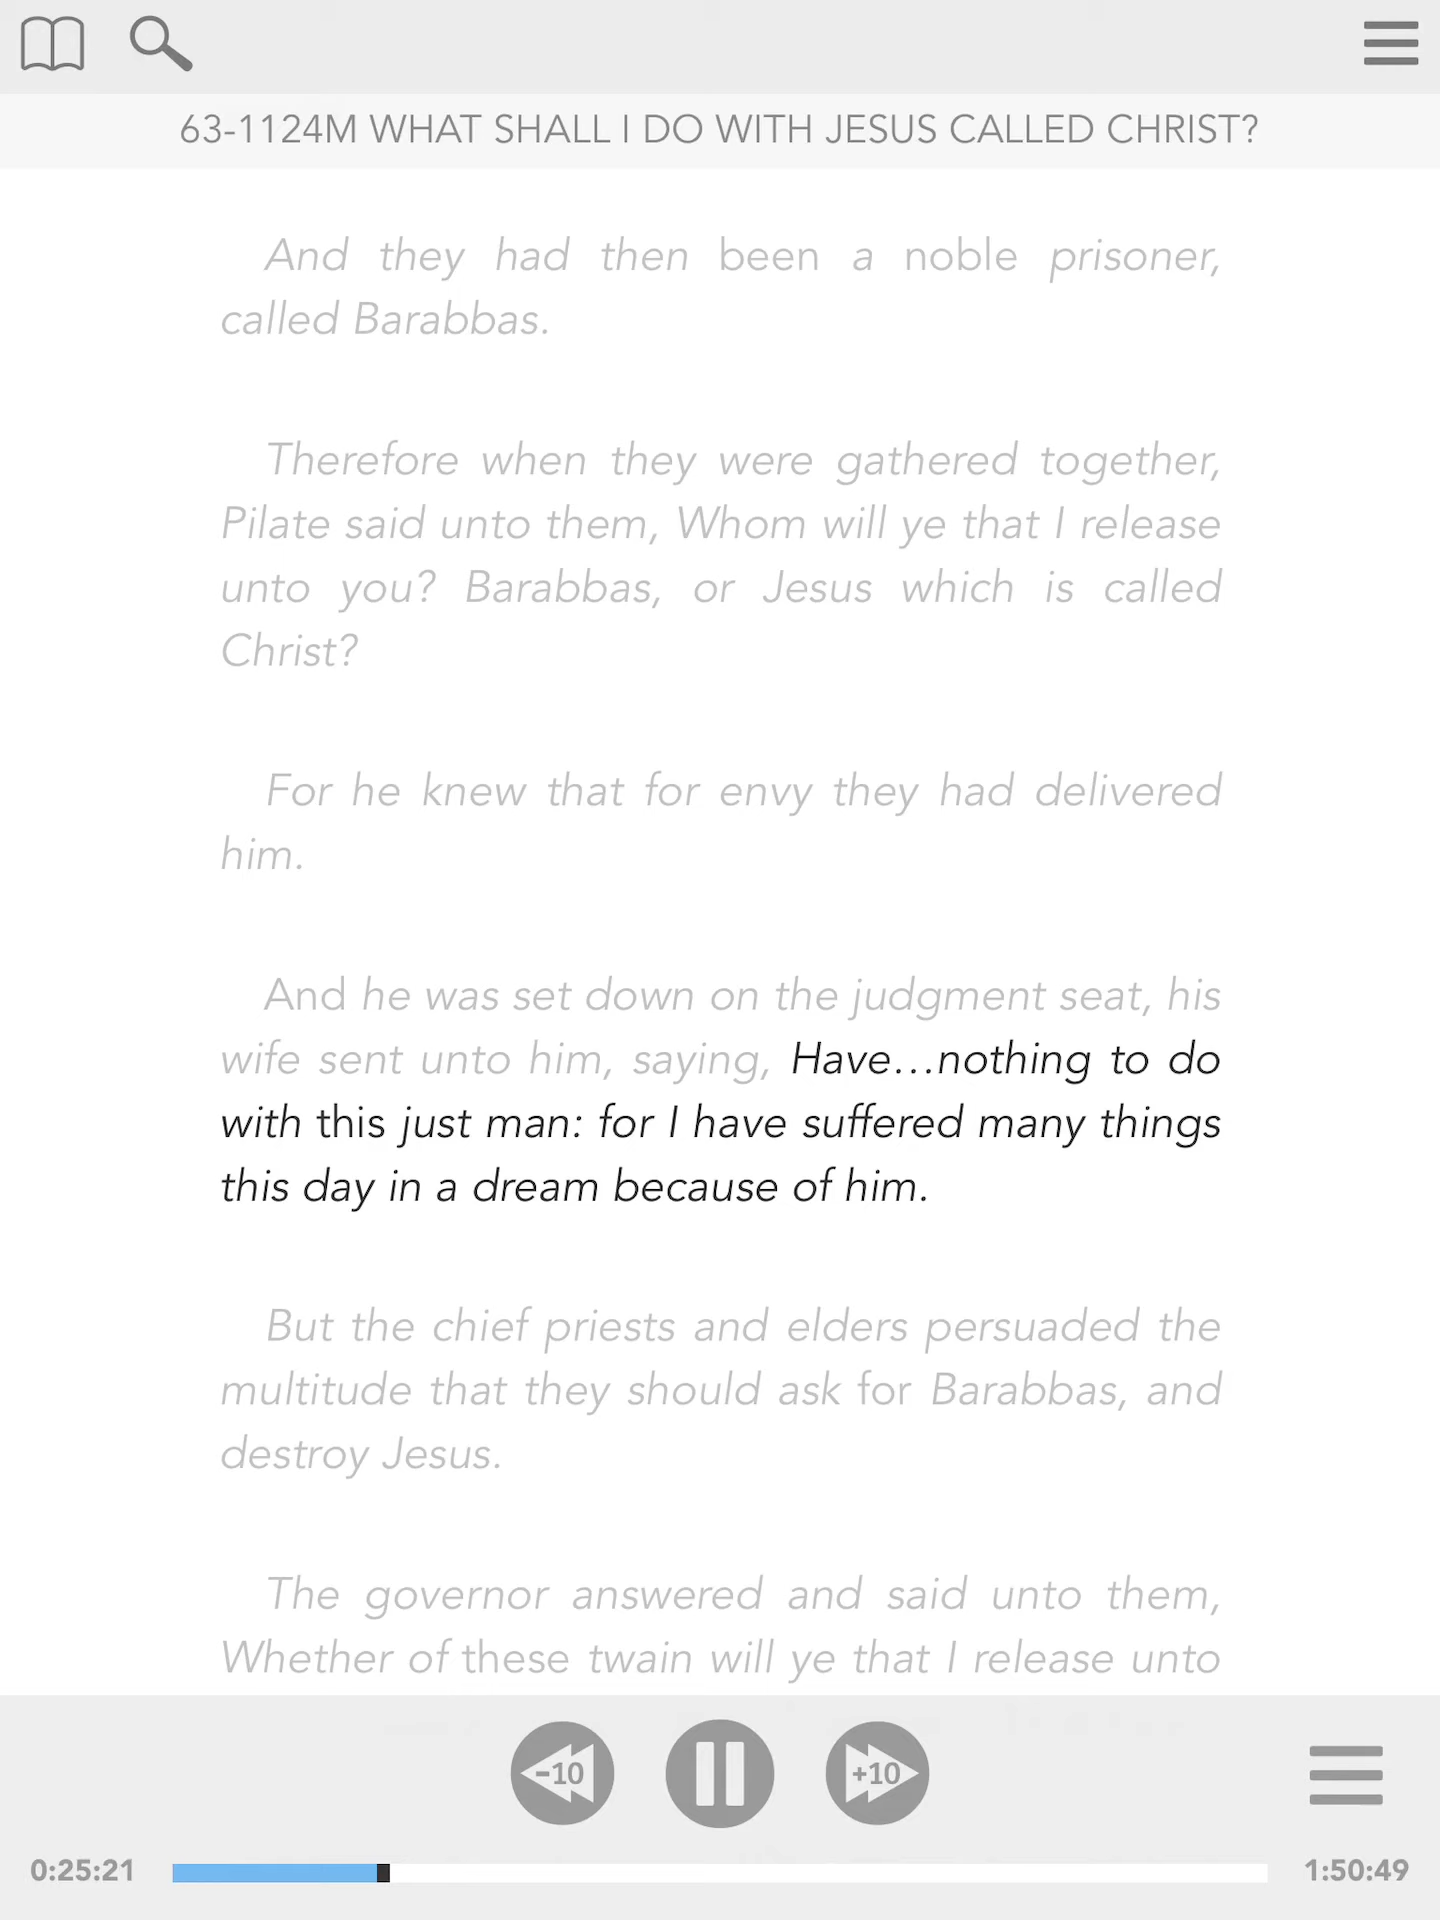 63-1124M WHAT SHALL I DO WITH JESUS CALLED CHRIST?
And they had then been a noble prisoner,
called Barabbas.
Therefore when they were gathered together,
Pilate said unto them, Whom will ye that I release
unto you? Barabbas, or Jesus which is called
Christ?
For he knew that for envy they had delivered
him.
And he was set down on the judgment seat, his
wife sent unto him, saying, Have…nothing to do
with this just man: for I have suffered many things
this day in a dream because of him.
But the chief priests and elders persuaded the
multitude that they should ask for Barabbas, and
destroy Jesus.
The governor answered and said unto them,
Whether of these twain will ye that I release unto
-10 +10
0:25:21 1:50:49